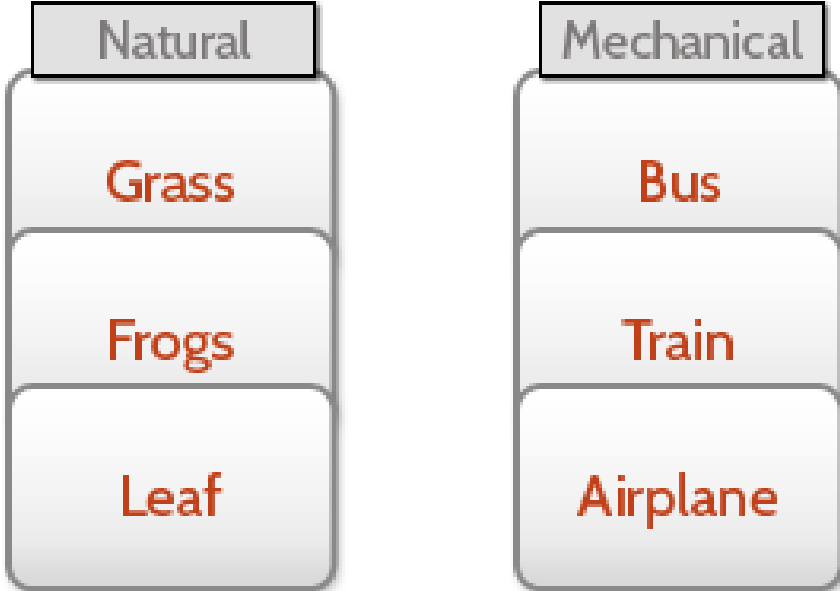 Natural
Grass
Frogs
Leaf
Mechanical
Bus
Train
Airplane